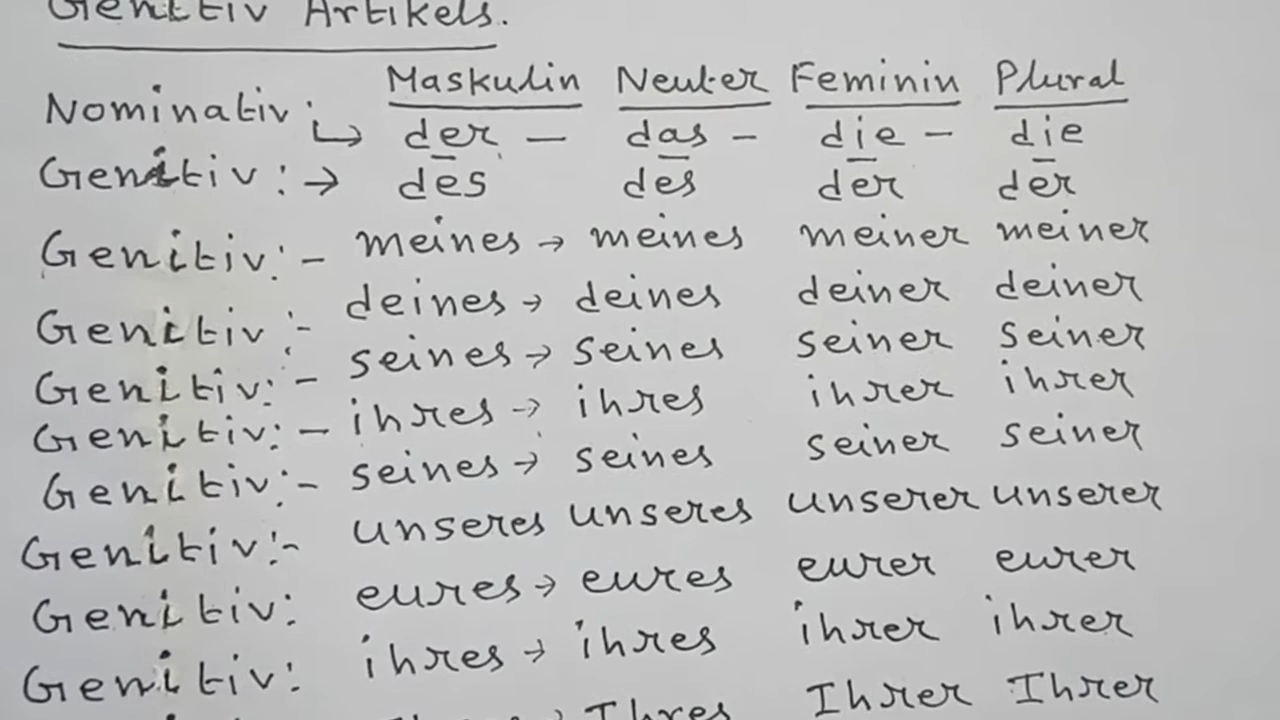 Genitiv Artikels.
Maskulin Neuter Feminin Plural
Nominativ: ↳ der – das – die – die
Genitiv: → des des der der
Genitiv:- meines → meines meiner meiner
Genitiv:- deines → deines deiner deiner
Genitiv:- seines → seines seiner seiner
Genitiv:- ihres → ihres ihrer ihrer
Genitiv:- seines → seines seiner seiner
Genitiv:- unseres unseres unserer unserer
Genitiv: eures → eures eurer eurer
Genitiv: ihres → ihres ihrer ihrer
Ihres Ihrer Ihrer